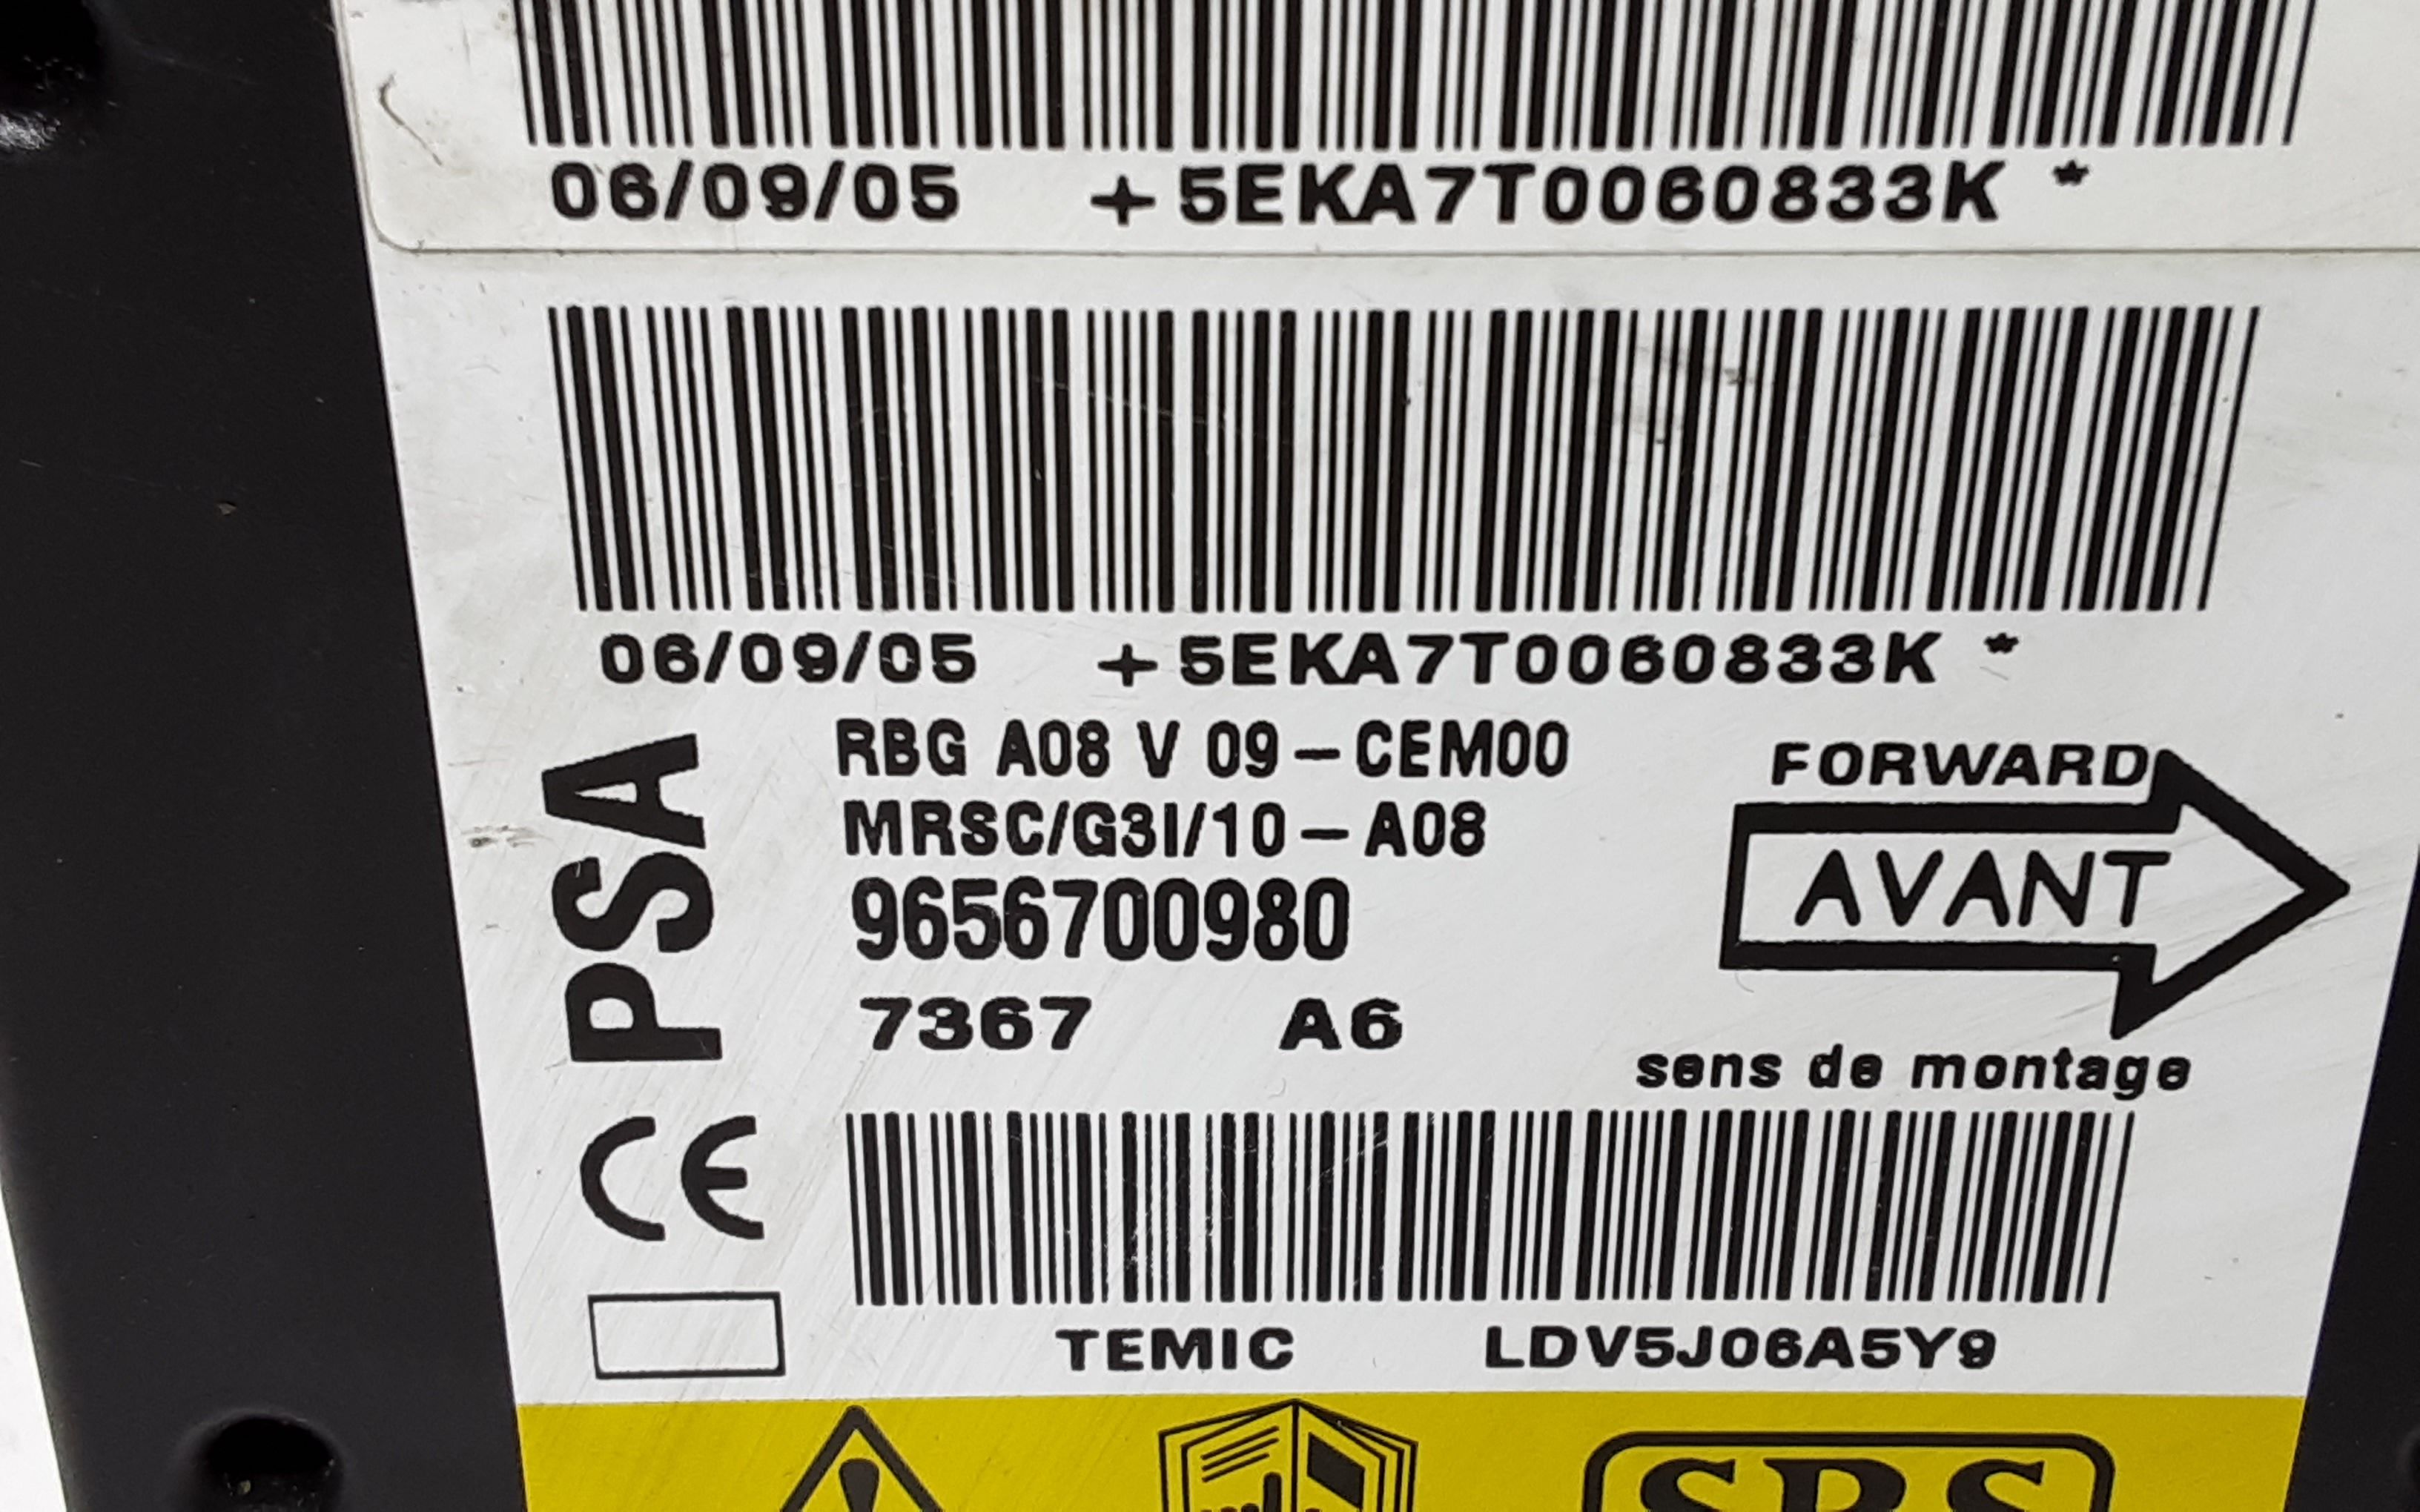 06/09/05 +5EKA7T0060833K *
06/09/05 +5EKA7T0060833K *
PSA
RBG A08 V 09-CEM00
MRSC/G3I/10-A08
9656700980
7367 A6
FORWARD
AVANT
sens de montage
CE
TEMIC LDV5J06A5Y9
SRS